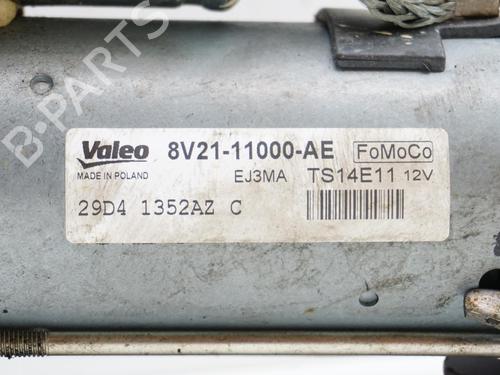 Valeo 8V21-11000-AE FoMoCo
MADE IN POLAND EJ3MA TS14E11 12V
29D4 1352AZ C
B-PARTS